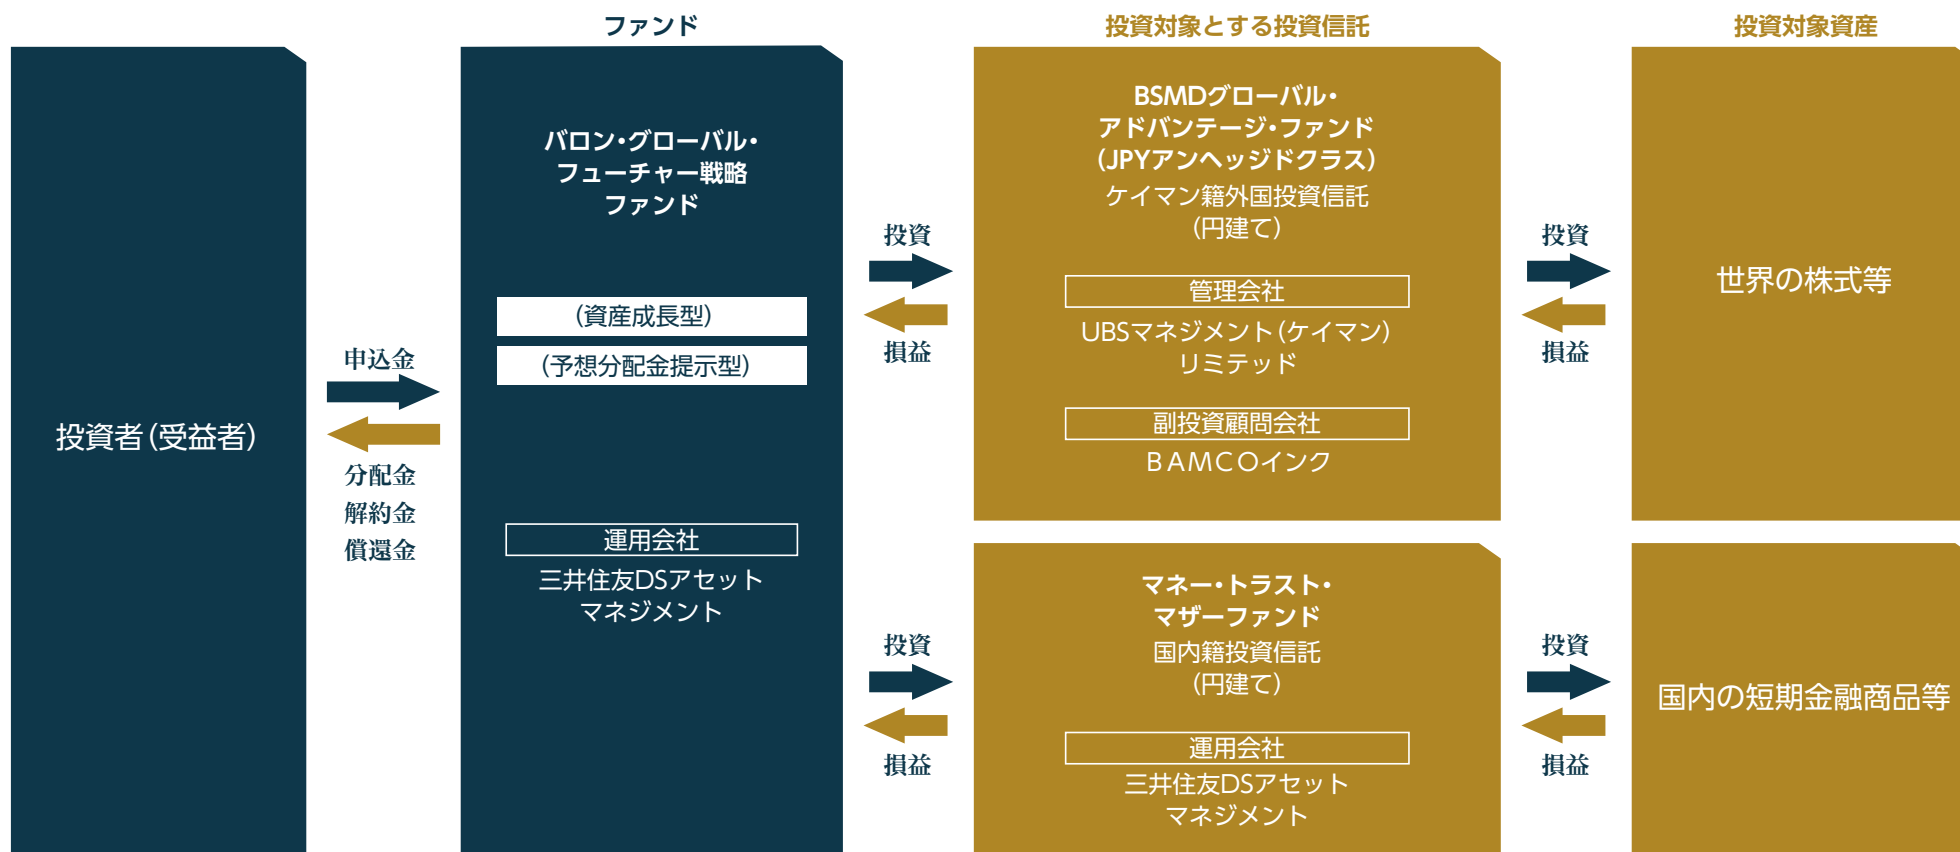 ファンド
投資対象とする投資信託
投資対象資産
投資者（受益者）
申込金
分配金
解約金
償還金
バロン・グローバル・
フューチャー戦略
ファンド
（資産成長型）
（予想分配金提示型）
運用会社
三井住友DSアセット
マネジメント
投資
損益
BSMDグローバル・
アドバンテージ・ファンド
（JPYアンヘッジドクラス）
ケイマン籍外国投資信託
（円建て）
管理会社
UBSマネジメント（ケイマン）
リミテッド
副投資顧問会社
BAMCOインク
投資
損益
世界の株式等
投資
損益
マネー・トラスト・
マザーファンド
国内籍投資信託
（円建て）
運用会社
三井住友DSアセット
マネジメント
投資
損益
国内の短期金融商品等